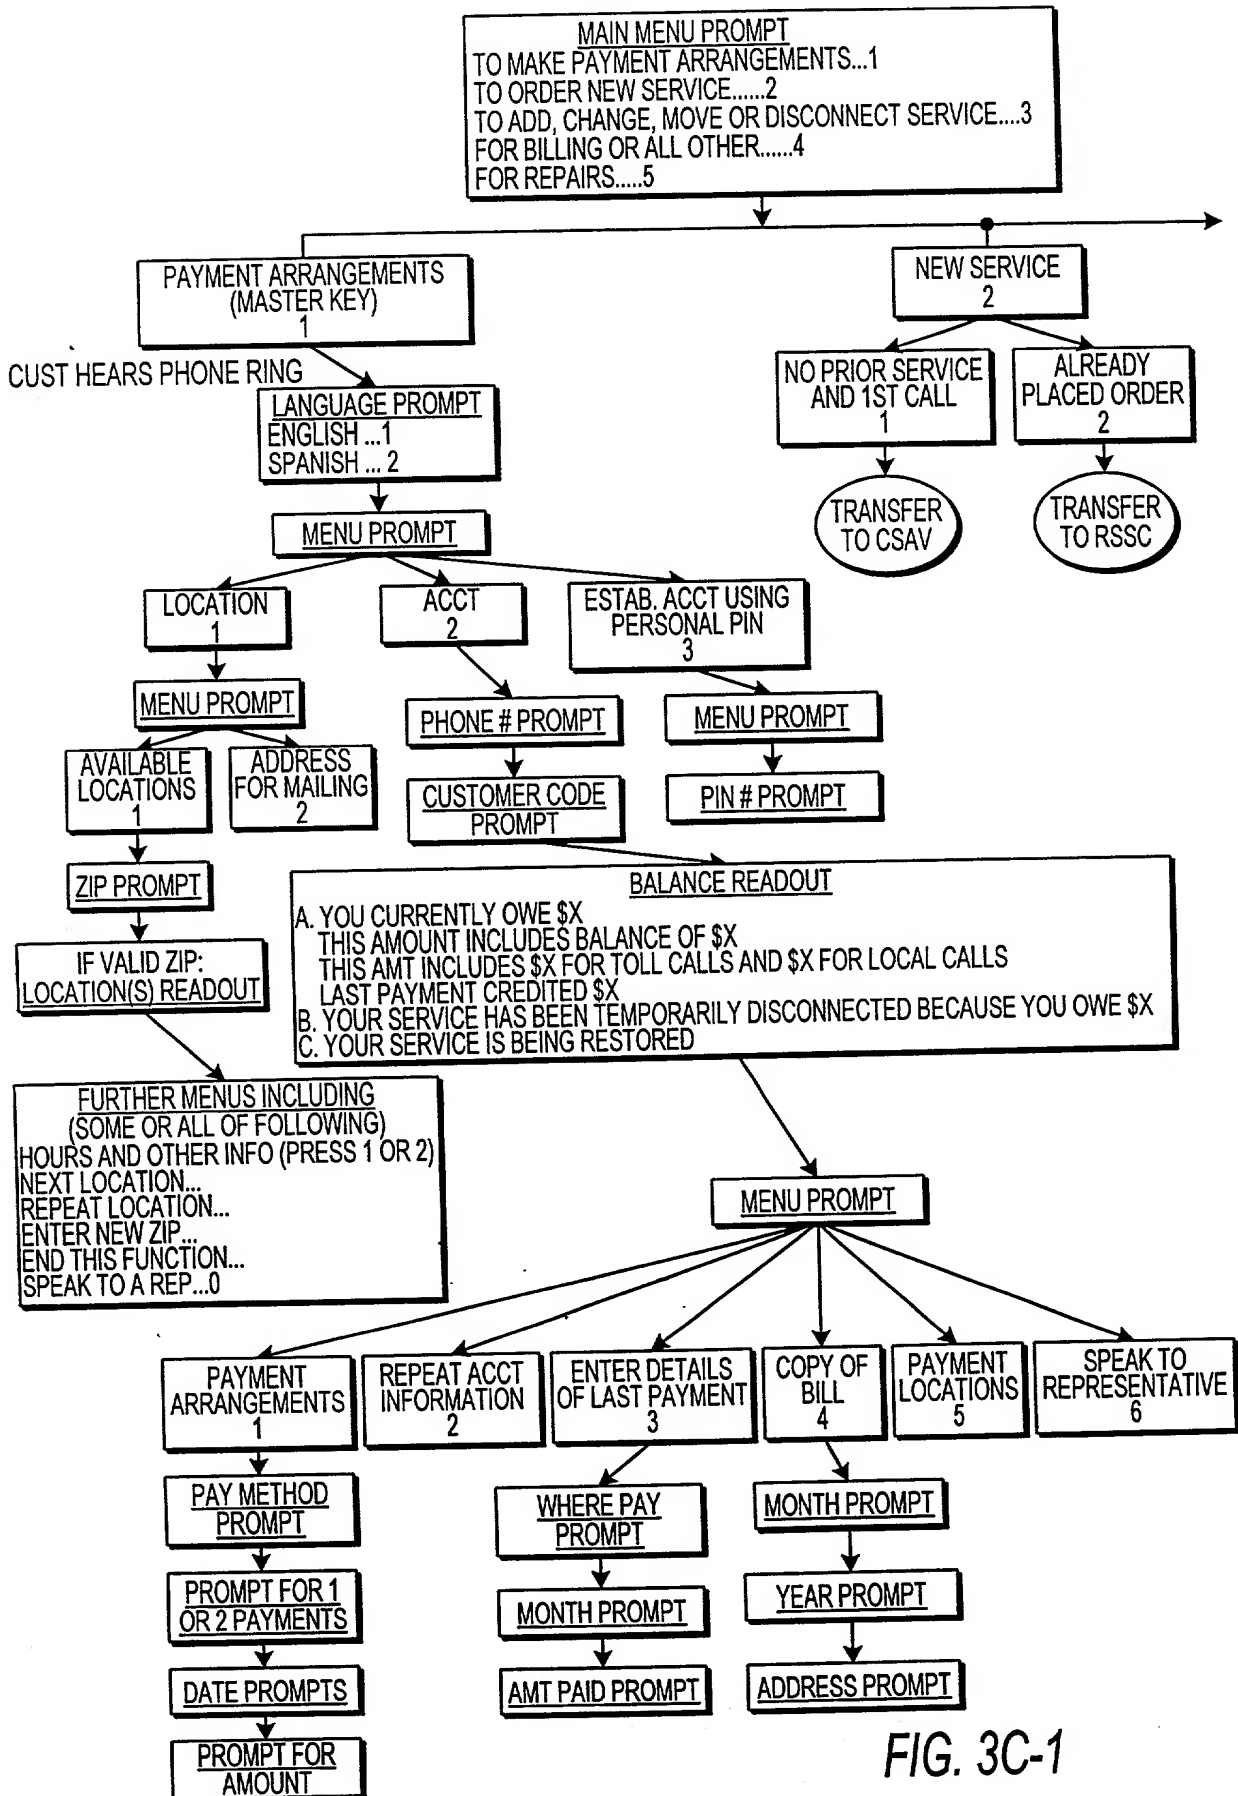 MAIN MENU PROMPT
TO MAKE PAYMENT ARRANGEMENTS...1
TO ORDER NEW SERVICE......2
TO ADD, CHANGE, MOVE OR DISCONNECT SERVICE....3
FOR BILLING OR ALL OTHER......4
FOR REPAIRS.....5
PAYMENT ARRANGEMENTS
(MASTER KEY)
1
NEW SERVICE
2
CUST HEARS PHONE RING
LANGUAGE PROMPT
ENGLISH ...1
SPANISH ... 2
NO PRIOR SERVICE
AND 1ST CALL
1
ALREADY
PLACED ORDER
2
TRANSFER
TO CSAV
TRANSFER
TO RSSC
MENU PROMPT
LOCATION
1
ACCT
2
ESTAB. ACCT USING
PERSONAL PIN
3
MENU PROMPT
PHONE # PROMPT
MENU PROMPT
AVAILABLE
LOCATIONS
1
ADDRESS
FOR MAILING
2
CUSTOMER CODE
PROMPT
PIN # PROMPT
ZIP PROMPT
IF VALID ZIP:
LOCATION(S) READOUT
BALANCE READOUT
A. YOU CURRENTLY OWE $X
THIS AMOUNT INCLUDES BALANCE OF $X
THIS AMT INCLUDES $X FOR TOLL CALLS AND $X FOR LOCAL CALLS
LAST PAYMENT CREDITED $X
B. YOUR SERVICE HAS BEEN TEMPORARILY DISCONNECTED BECAUSE YOU OWE $X
C. YOUR SERVICE IS BEING RESTORED
FURTHER MENUS INCLUDING
(SOME OR ALL OF FOLLOWING)
HOURS AND OTHER INFO (PRESS 1 OR 2)
NEXT LOCATION...
REPEAT LOCATION...
ENTER NEW ZIP...
END THIS FUNCTION...
SPEAK TO A REP...0
MENU PROMPT
PAYMENT
ARRANGEMENTS
1
REPEAT ACCT
INFORMATION
2
ENTER DETAILS
OF LAST PAYMENT
3
COPY OF
BILL
4
PAYMENT
LOCATIONS
5
SPEAK TO
REPRESENTATIVE
6
PAY METHOD
PROMPT
WHERE PAY
PROMPT
MONTH PROMPT
PROMPT FOR 1
OR 2 PAYMENTS
MONTH PROMPT
YEAR PROMPT
DATE PROMPTS
AMT PAID PROMPT
ADDRESS PROMPT
PROMPT FOR
AMOUNT
FIG. 3C-1